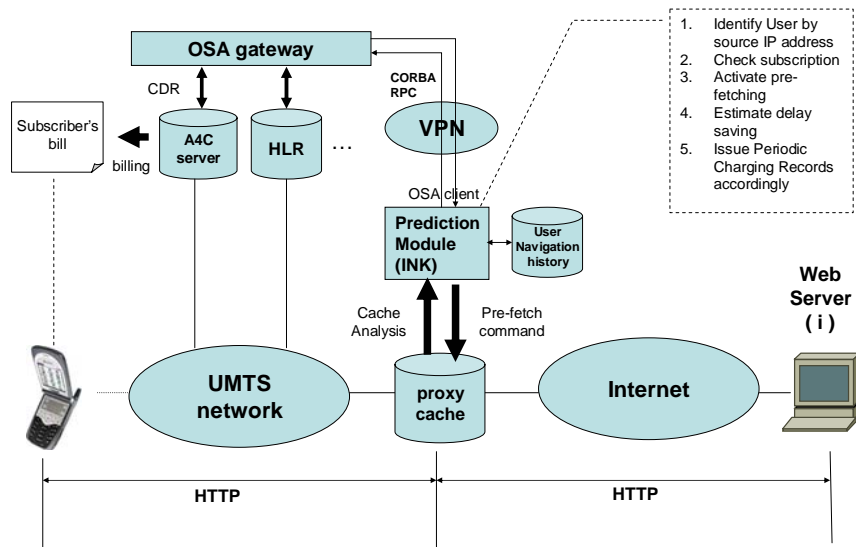 OSA gateway
CDR
CORBA
RPC
1. Identify User by
source IP address
2. Check subscription
3. Activate pre-
fetching
4. Estimate delay
saving
5. Issue Periodic
Charging Records
accordingly
Subscriber's
bill
billing
A4C
server
HLR
...
VPN
OSA client
Prediction
Module
(INK)
User
Navigation
history
Cache
Analysis
Pre-fetch
command
Web
Server
( i )
UMTS
network
proxy
cache
Internet
HTTP
HTTP